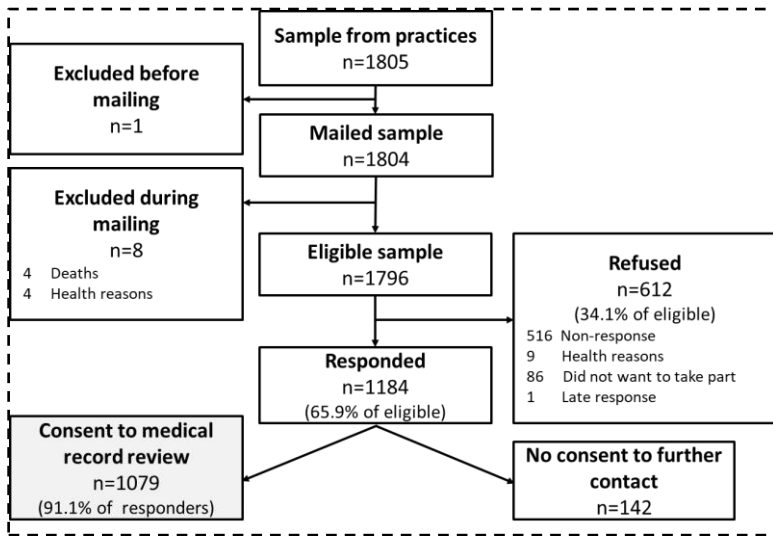 Sample from practices
n=1805
Excluded before
mailing
n=1
Mailed sample
n=1804
Excluded during
mailing
n=8
4 Deaths
4 Health reasons
Eligible sample
n=1796
Refused
n=612
(34.1% of eligible)
516 Non-response
9 Health reasons
86 Did not want to take part
1 Late response
Responded
n=1184
(65.9% of eligible)
Consent to medical
record review
n=1079
(91.1% of responders)
No consent to further
contact
n=142